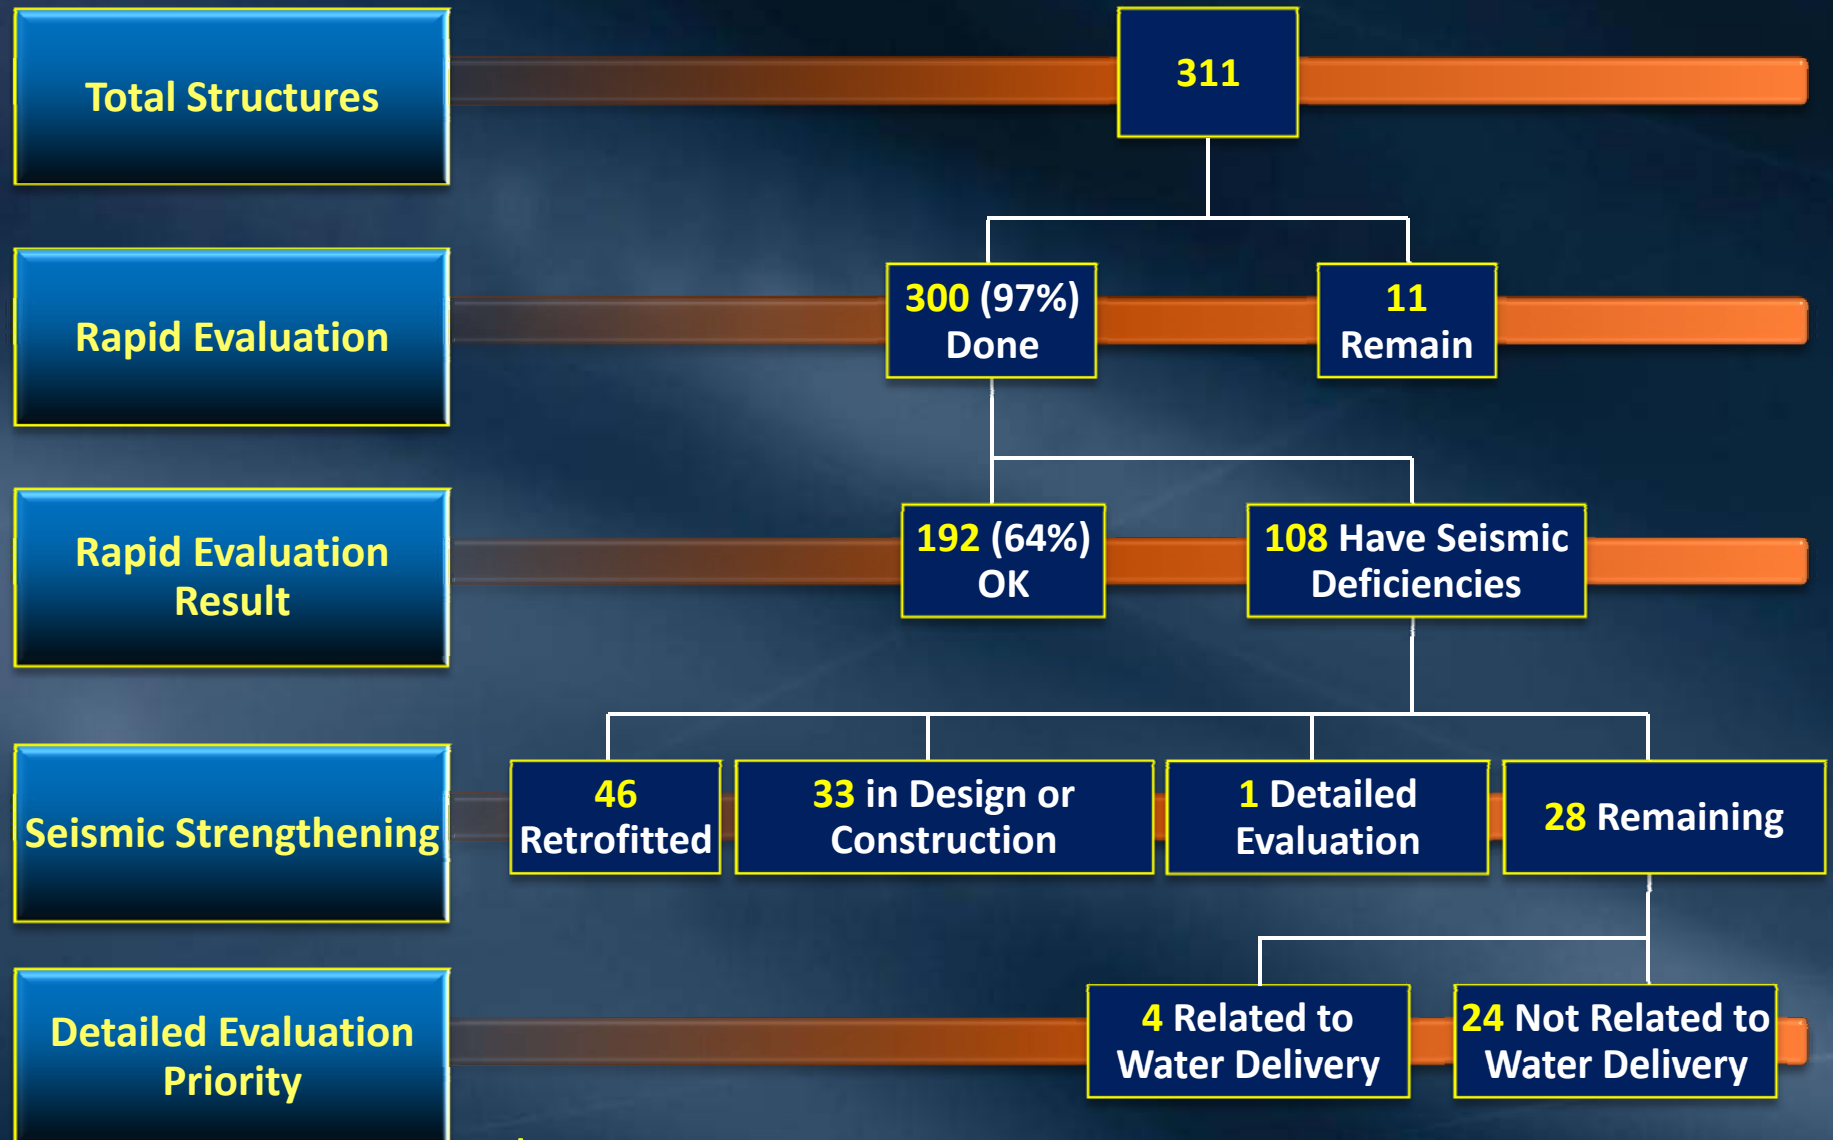 Total Structures
311
Rapid Evaluation
300 (97%)
Done
11
Remain
Rapid Evaluation
Result
192 (64%)
OK
108 Have Seismic
Deficiencies
Seismic Strengthening
46
Retrofitted
33 in Design or
Construction
1 Detailed
Evaluation
28 Remaining
Detailed Evaluation
Priority
4 Related to
Water Delivery
24 Not Related to
Water Delivery